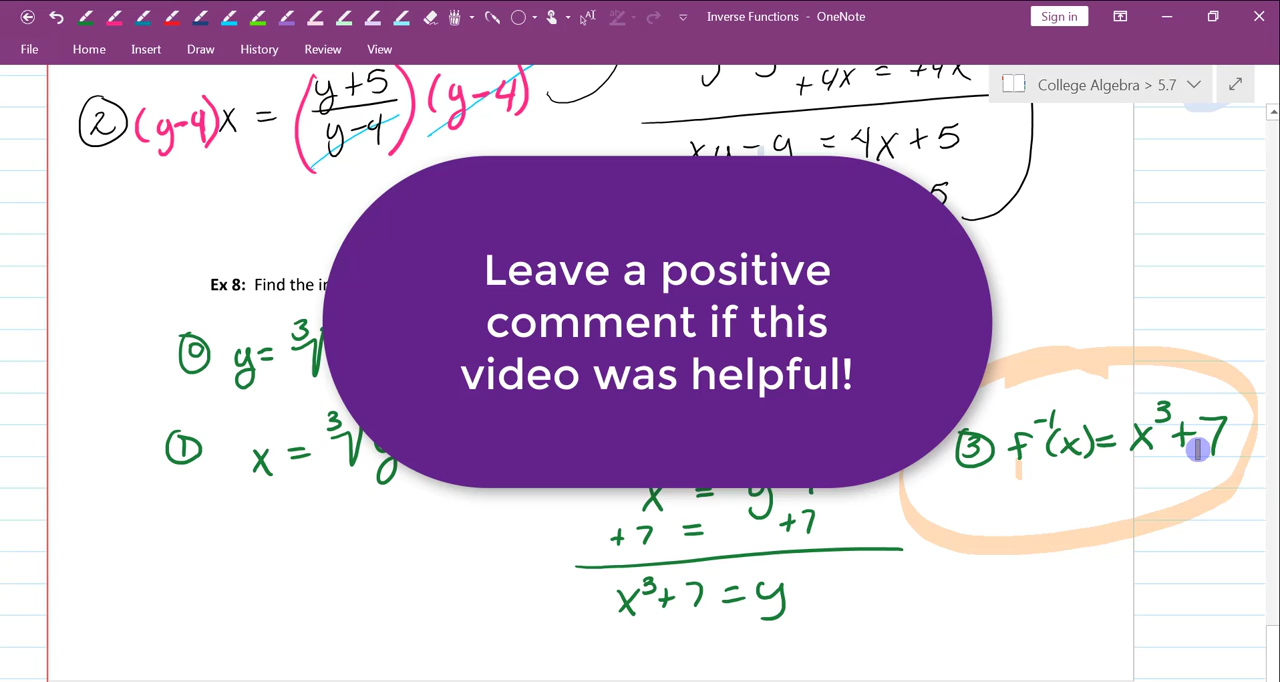 Inverse Functions - OneNote
Sign in
File Home Insert Draw History Review View
College Algebra > 5.7
+4x = +4x
② (y-4)x = (y+5/y-4)(y-4)
xy - y = 4x + 5
5
Leave a positive
comment if this
video was helpful!
Ex 8: Find the
⓪ y = ∛
① x = ∛y
③ f⁻¹(x) = x³+7
x = y
+7 = +7
x³+7 = y